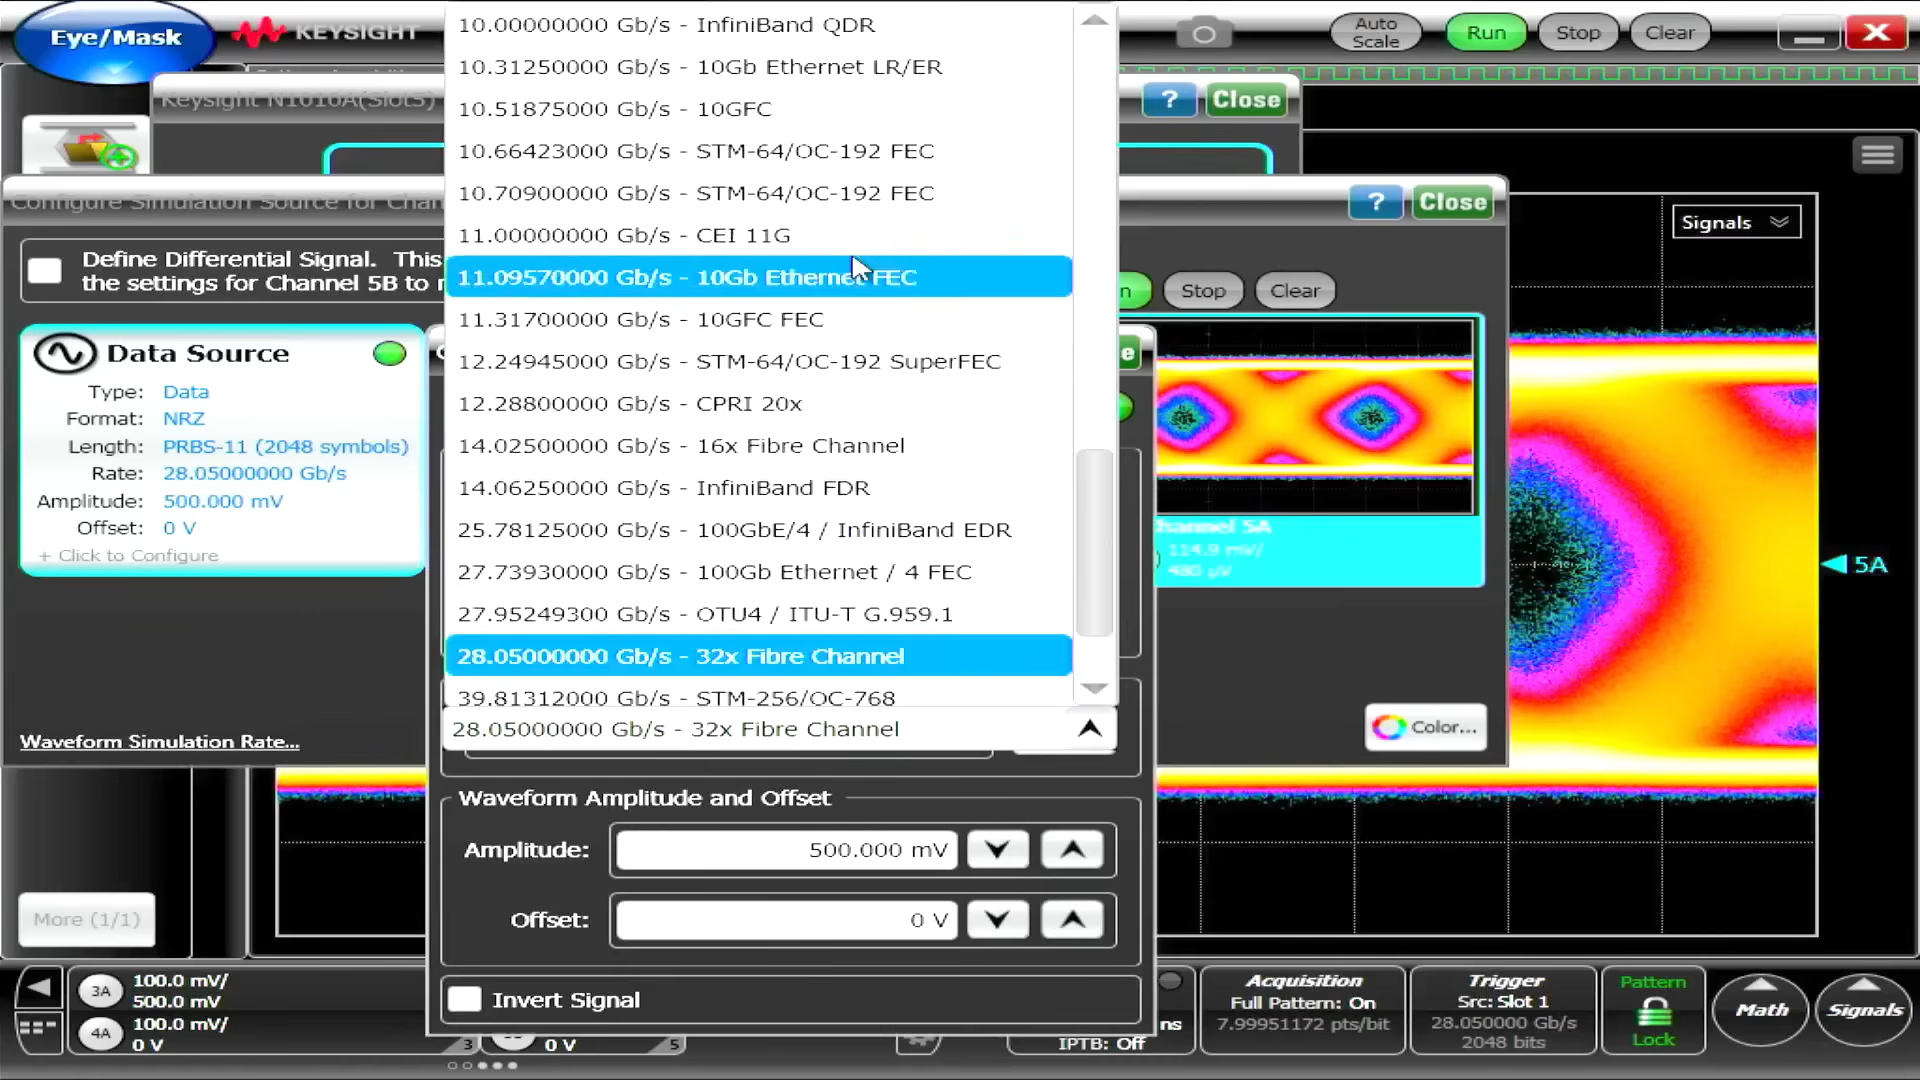 Eye/Mask
KEYSIGHT
Auto Scale
Run
Stop
Clear
X
Keysight N1010A(Slot5)
?
Close
Configure Simulation Source for Chan
?
Close
Signals
Define Differential Signal. This
the settings for Channel 5B to
Stop
Clear
Data Source
Type: Data
Format: NRZ
Length: PRBS-11 (2048 symbols)
Rate: 28.05000000 Gb/s
Amplitude: 500.000 mV
Offset: 0 V
+ Click to Configure
Waveform Simulation Rate...
10.00000000 Gb/s - InfiniBand QDR
10.31250000 Gb/s - 10Gb Ethernet LR/ER
10.51875000 Gb/s - 10GFC
10.66423000 Gb/s - STM-64/OC-192 FEC
10.70900000 Gb/s - STM-64/OC-192 FEC
11.00000000 Gb/s - CEI 11G
11.09570000 Gb/s - 10Gb Ethernet FEC
11.31700000 Gb/s - 10GFC FEC
12.24945000 Gb/s - STM-64/OC-192 SuperFEC
12.28800000 Gb/s - CPRI 20x
14.02500000 Gb/s - 16x Fibre Channel
14.06250000 Gb/s - InfiniBand FDR
25.78125000 Gb/s - 100GbE/4 / InfiniBand EDR
27.73930000 Gb/s - 100Gb Ethernet / 4 FEC
27.95249300 Gb/s - OTU4 / ITU-T G.959.1
28.05000000 Gb/s - 32x Fibre Channel
39.81312000 Gb/s - STM-256/OC-768
28.05000000 Gb/s - 32x Fibre Channel
Channel 5A
114.9 mV/
480 µV
5A
Color...
Waveform Amplitude and Offset
Amplitude: 500.000 mV
Offset: 0 V
Invert Signal
More (1/1)
3A
100.0 mV/
500.0 mV
4A
100.0 mV/
0 V
3
0 V
5
ns
IPTB: Off
Acquisition
Full Pattern: On
7.99951172 pts/bit
Trigger
Src: Slot 1
28.050000 Gb/s
2048 bits
Pattern
Lock
Math
Signals